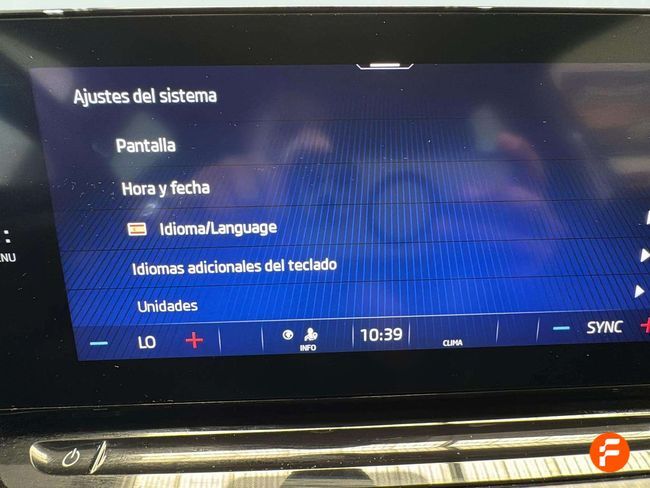 Ajustes del sistema
Pantalla
Hora y fecha
Idioma/Language
Idiomas adicionales del teclado
Unidades
LO
INFO
10:39
CLIMA
SYNC